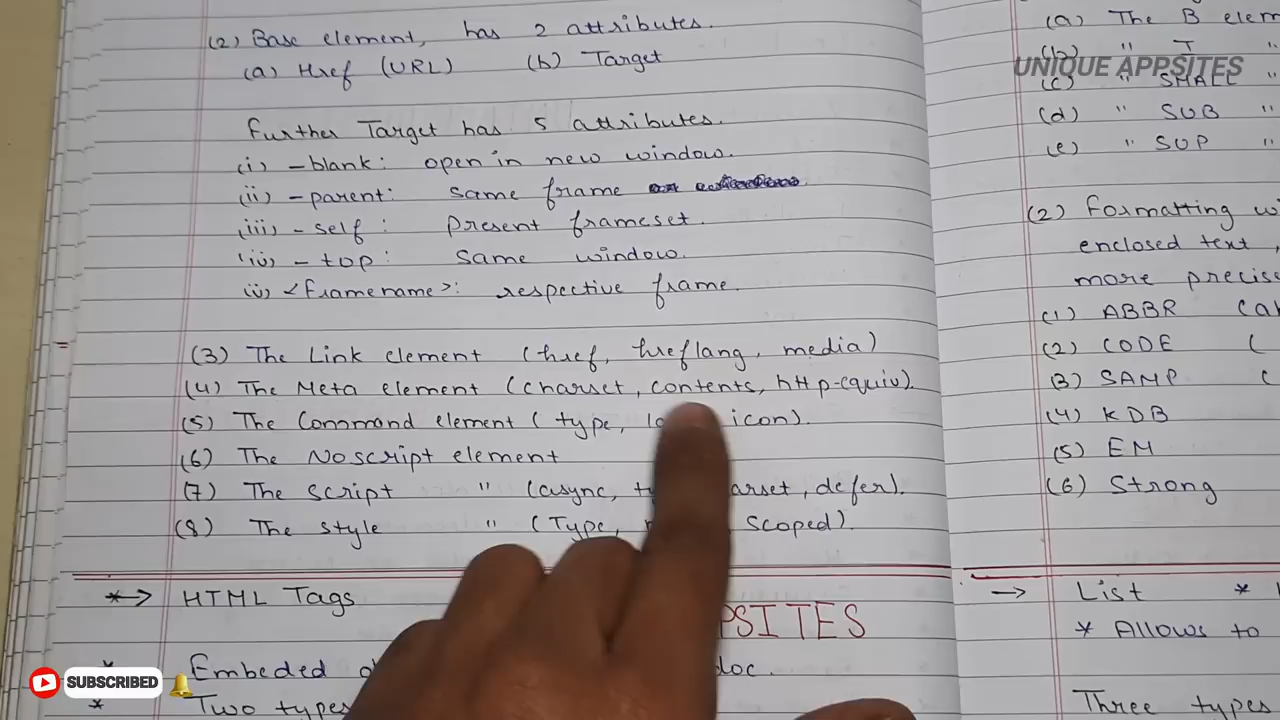 (2) Base element, has 2 attributes.
(a) Href (URL) (b) Target
Further Target has 5 attributes.
(i) -blank: open in new window.
(ii) -parent: same frame
(iii) -self: Present frameset.
(iv) -top: same window.
(v) <Framename>: respective frame.
(3) The Link element (href, hreflang, media)
(4) The Meta element (charset, contents, http-equiv).
(5) The Command element (type, icon).
(6) The Noscript element
(7) The Script " (async, defer).
(8) The Style " (Type, Scoped).
*→ HTML Tags
PSITES
* Embeded doc.
* Two types
SUBSCRIBED
(a) The B
(b) " I "
UNIQUE APPSITES
(c) " SMALL "
(d) " SUB "
(e) " SUP "
(2) Formatting
enclosed text,
more
(1) ABBR
(2) CODE (
(3) SAMP (
(4) KDB
(5) EM
(6) Strong
→ List *
* Allows to
Three types